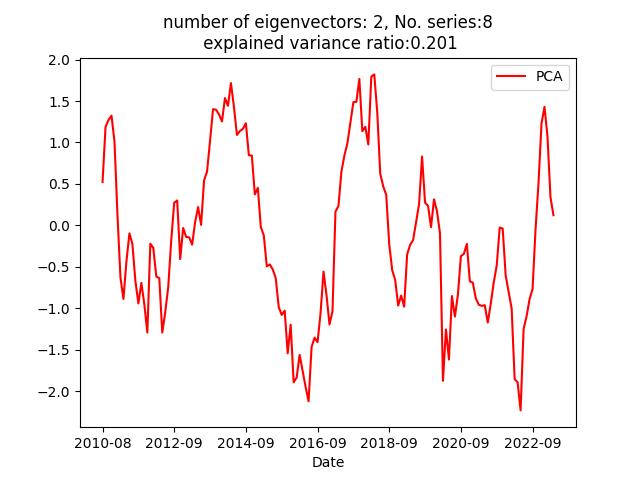 number of eigenvectors: 2, No. series:8
explained variance ratio:0.201
PCA
2.0
1.5
1.0
0.5
0.0
−0.5
−1.0
−1.5
−2.0
2010-08 2012-09 2014-09 2016-09 2018-09 2020-09 2022-09
Date